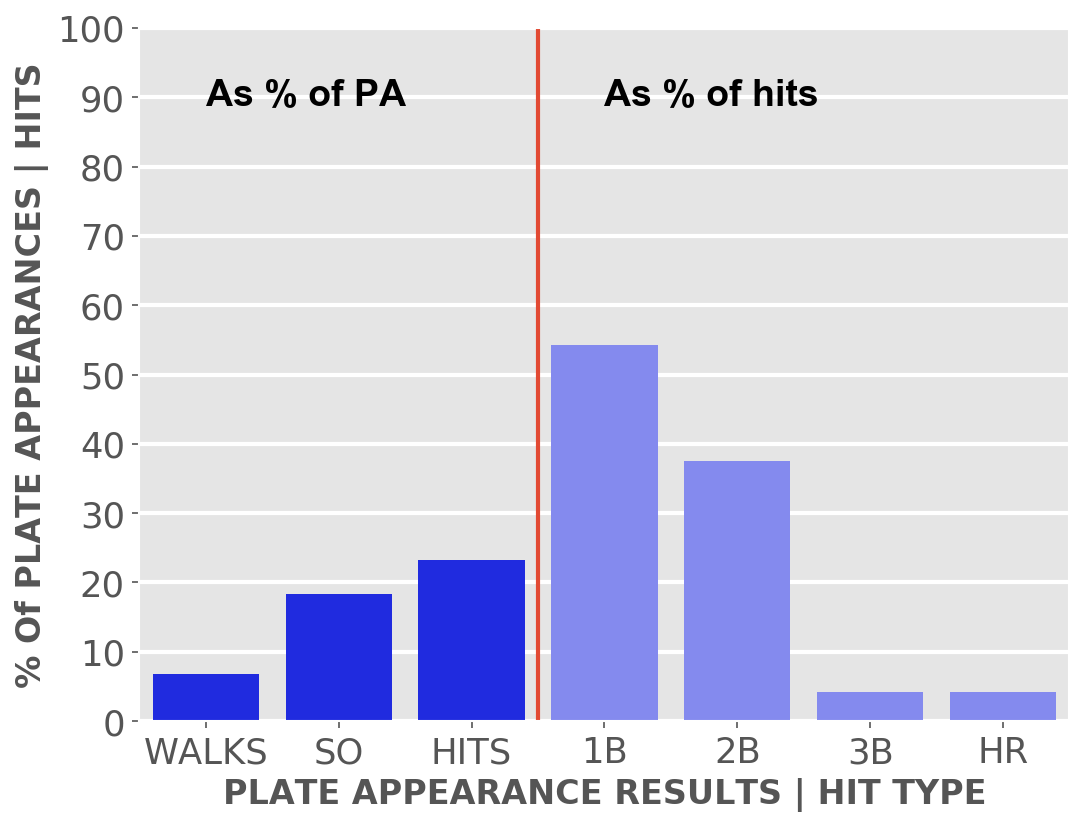 % Of PLATE APPEARANCES | HITS
100
90
80
70
60
50
40
30
20
10
0
As % of PA
As % of hits
WALKS SO HITS 1B 2B 3B HR
PLATE APPEARANCE RESULTS | HIT TYPE